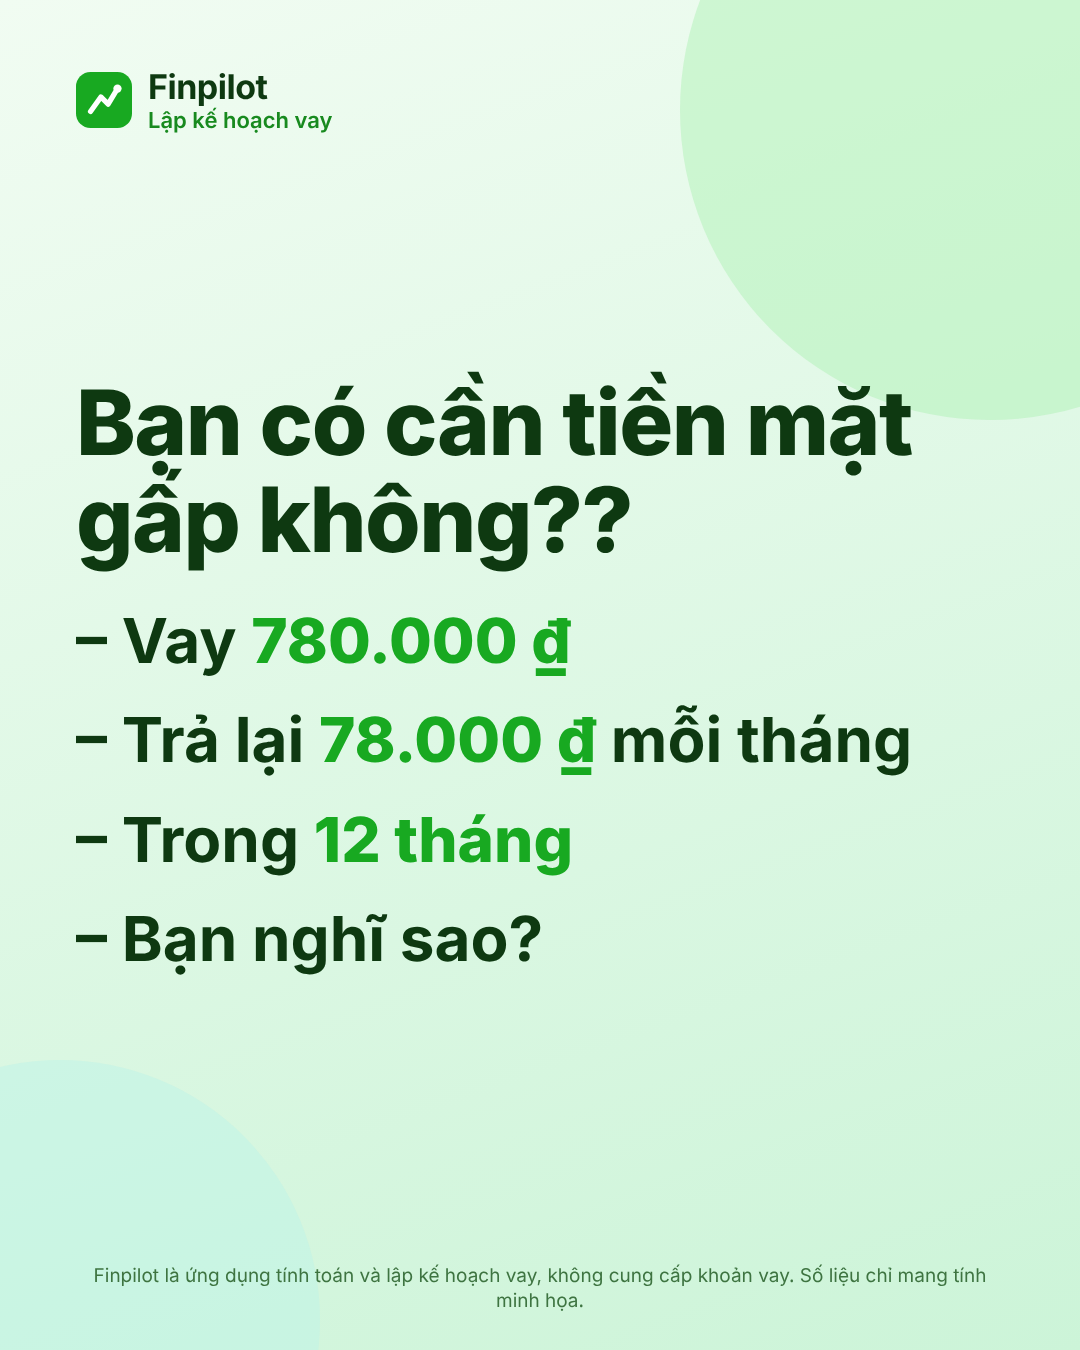 Finpilot
Lập kế hoạch vay
Bạn có cần tiền mặt
gấp không??
– Vay 780.000 ₫
– Trả lại 78.000 ₫ mỗi tháng
– Trong 12 tháng
– Bạn nghĩ sao?
Finpilot là ứng dụng tính toán và lập kế hoạch vay, không cung cấp khoản vay. Số liệu chỉ mang tính
minh họa.